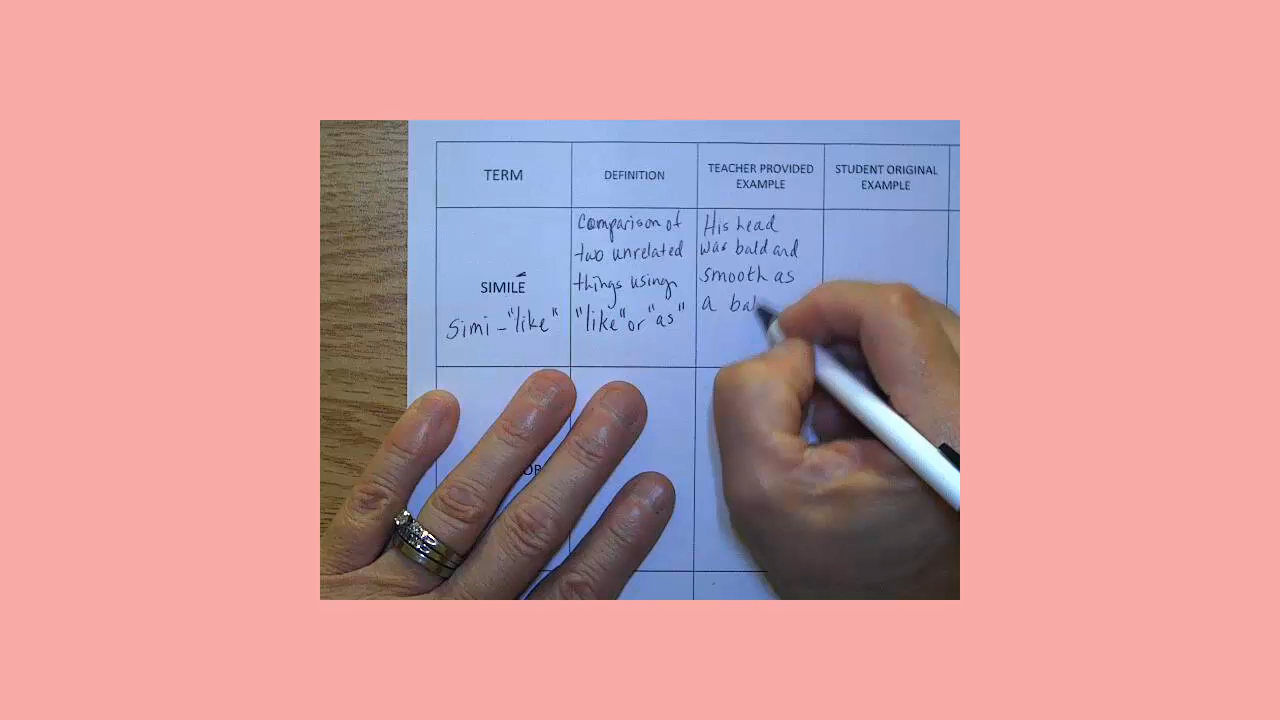 TERM
DEFINITION
TEACHER PROVIDED
EXAMPLE
STUDENT ORIGINAL
EXAMPLE
SIMILE
Simi - "like"
Comparison of
two unrelated
things using
"like" or "as"
His head
was bald and
smooth as
a